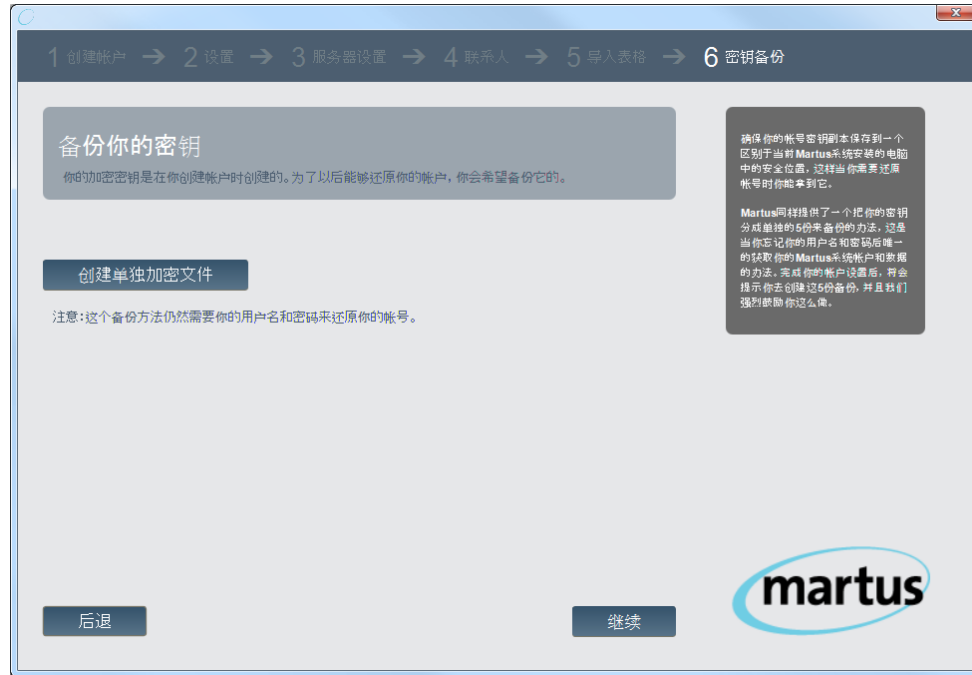 1 创建帐户 → 2 设置 → 3 服务器设置 → 4 联系人 → 5 导入表格 → 6 密钥备份
备份你的密钥
你的加密密钥是在你创建帐户时创建的。为了以后能够还原你的帐户，你会希望备份它的。
创建单独加密文件
注意:这个备份方法仍然需要你的用户名和密码来还原你的帐号。
确保你的帐号密钥副本保存到一个
区别于当前Martus系统安装的电脑
中的安全位置，这样当你需要还原
帐号时你能拿到它。
Martus同样提供了一个把你的密钥
分成单独的5份来备份的办法，这是
当你忘记你的用户名和密码后唯一
的获取你的Martus系统帐户和数据
的办法。完成你的帐户设置后，将会
提示你去创建这5份备份，并且我们
强烈鼓励你这么做。
martus
后退
继续